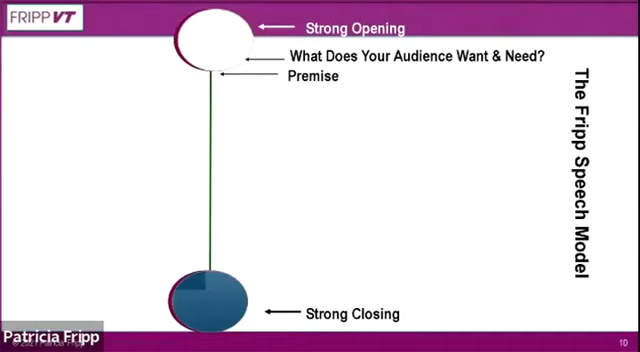 FRIPP VT
Strong Opening
What Does Your Audience Want & Need?
Premise
The Fripp Speech Model
Strong Closing
Patricia Fripp
10